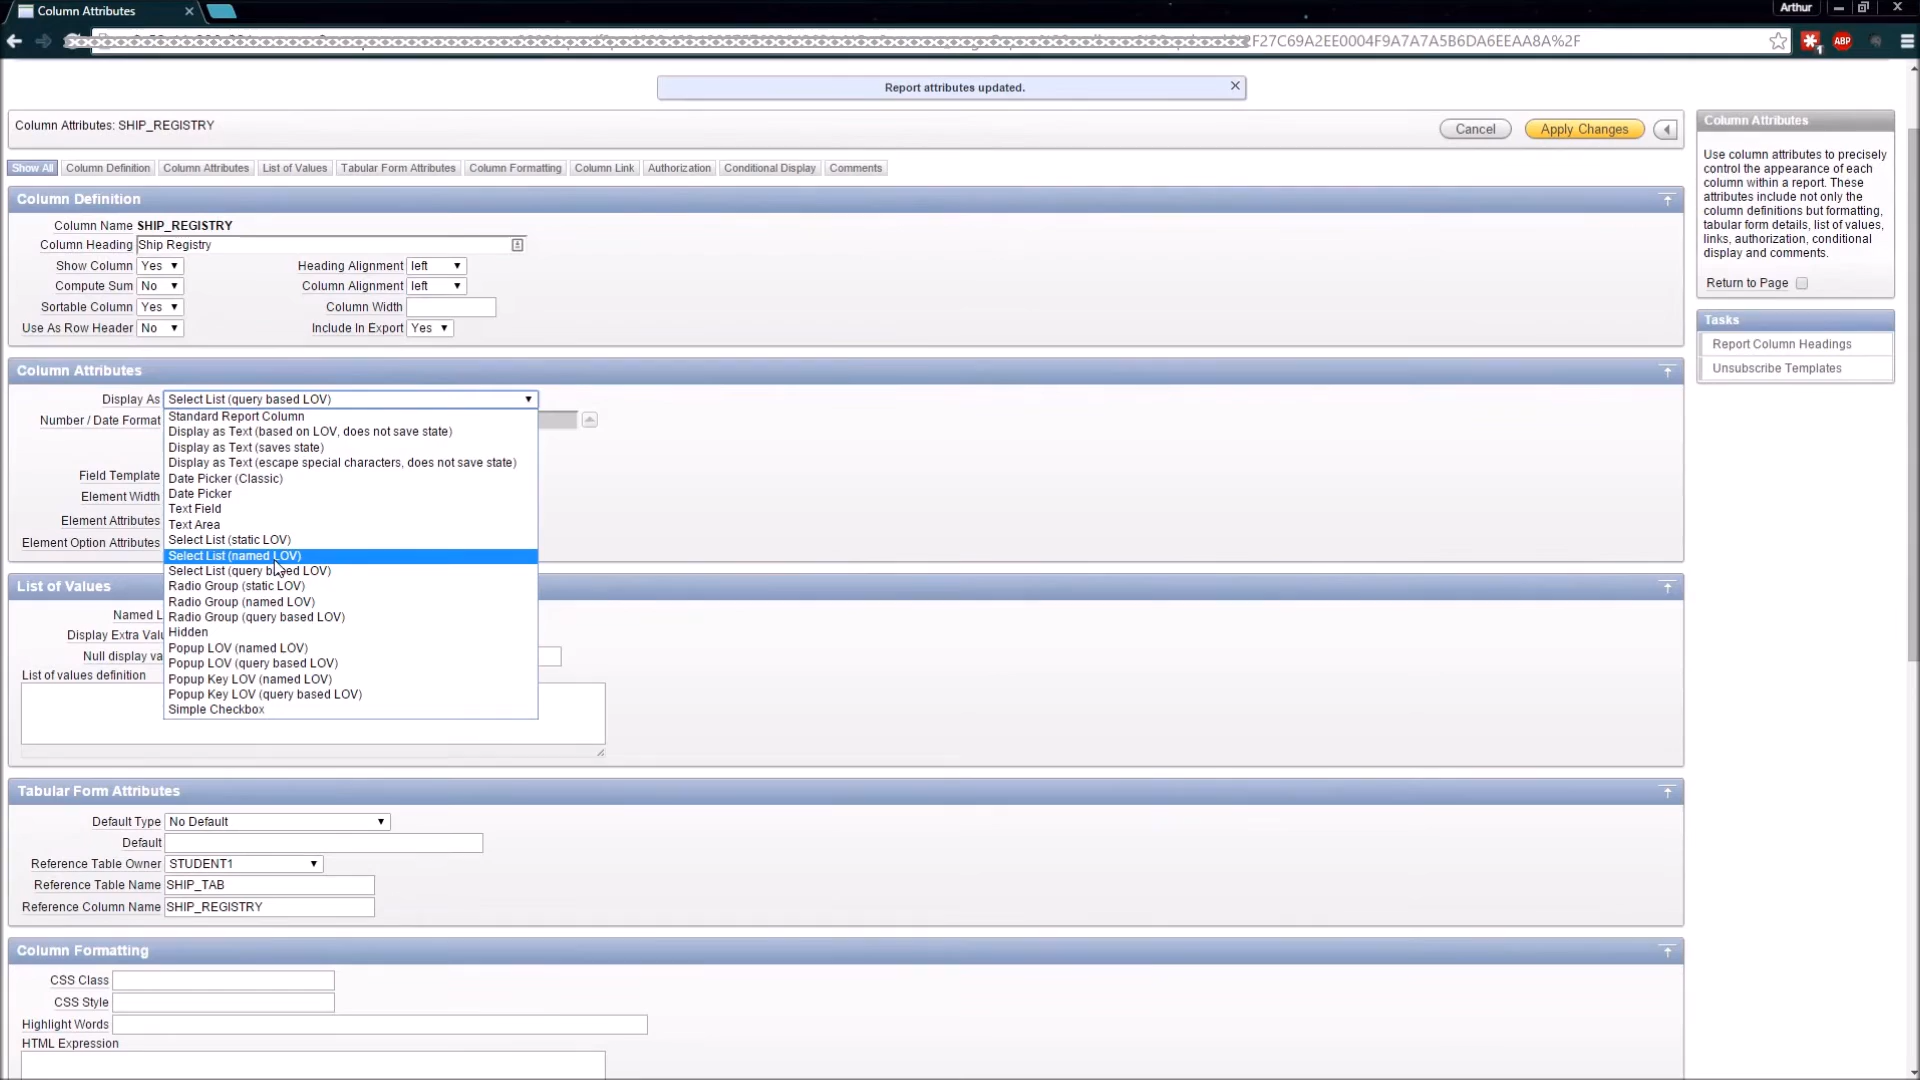 Column Attributes
Arthur
F27C69A2EE0004F9A7A7A5B6DA6EEAA8A%2F
ABP
Report attributes updated.
Column Attributes: SHIP_REGISTRY
Cancel
Apply Changes
Show All
Column Definition
Column Attributes
List of Values
Tabular Form Attributes
Column Formatting
Column Link
Authorization
Conditional Display
Comments
Column Definition
Column Name SHIP_REGISTRY
Column Heading Ship Registry
Show Column Yes
Heading Alignment left
Compute Sum No
Column Alignment left
Sortable Column Yes
Column Width
Use As Row Header No
Include In Export Yes
Column Attributes
Display As Select List (query based LOV)
Number / Date Format
Field Template
Element Width
Element Attributes
Element Option Attributes
Standard Report Column
Display as Text (based on LOV, does not save state)
Display as Text (saves state)
Display as Text (escape special characters, does not save state)
Date Picker (Classic)
Date Picker
Text Field
Text Area
Select List (static LOV)
Select List (named LOV)
Select List (query based LOV)
Radio Group (static LOV)
Radio Group (named LOV)
Radio Group (query based LOV)
Hidden
Popup LOV (named LOV)
Popup LOV (query based LOV)
Popup Key LOV (named LOV)
Popup Key LOV (query based LOV)
Simple Checkbox
List of Values
Named L
Display Extra Valu
Null display va
List of values definition
Tabular Form Attributes
Default Type No Default
Default
Reference Table Owner STUDENT1
Reference Table Name SHIP_TAB
Reference Column Name SHIP_REGISTRY
Column Formatting
CSS Class
CSS Style
Highlight Words
HTML Expression
Column Attributes
Use column attributes to precisely
control the appearance of each
column within a report. These
attributes include not only the
column definitions but formatting,
tabular form details, list of values,
links, authorization, conditional
display and comments.
Return to Page
Tasks
Report Column Headings
Unsubscribe Templates